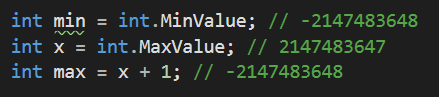 int min = int.MinValue; // -2147483648
int x = int.MaxValue; // 2147483647
int max = x + 1; // -2147483648